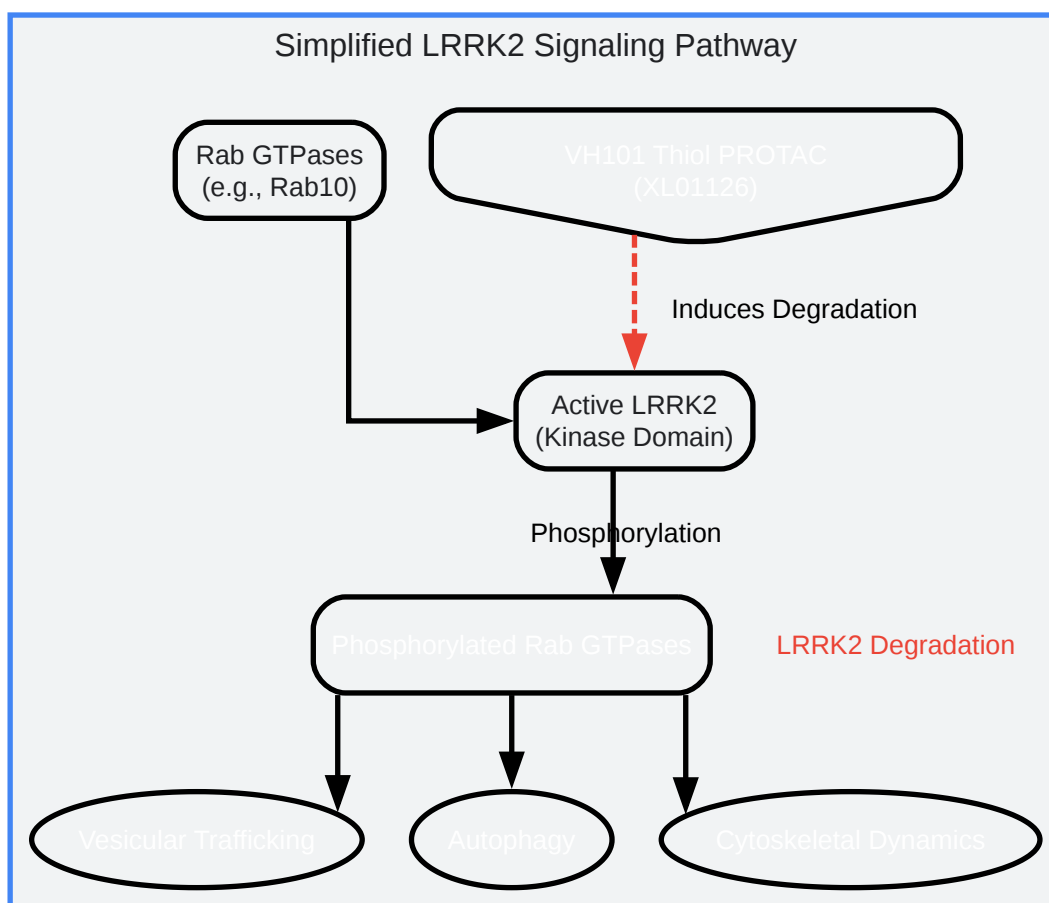 Simplified LRRK2 Signaling Pathway
Rab GTPases
(e.g., Rab10)
VH101 Thiol PROTAC
(XL01126)
Induces Degradation
Active LRRK2
(Kinase Domain)
Phosphorylation
Phosphorylated Rab GTPases
LRRK2 Degradation
Vesicular Trafficking
Autophagy
Cytoskeletal Dynamics